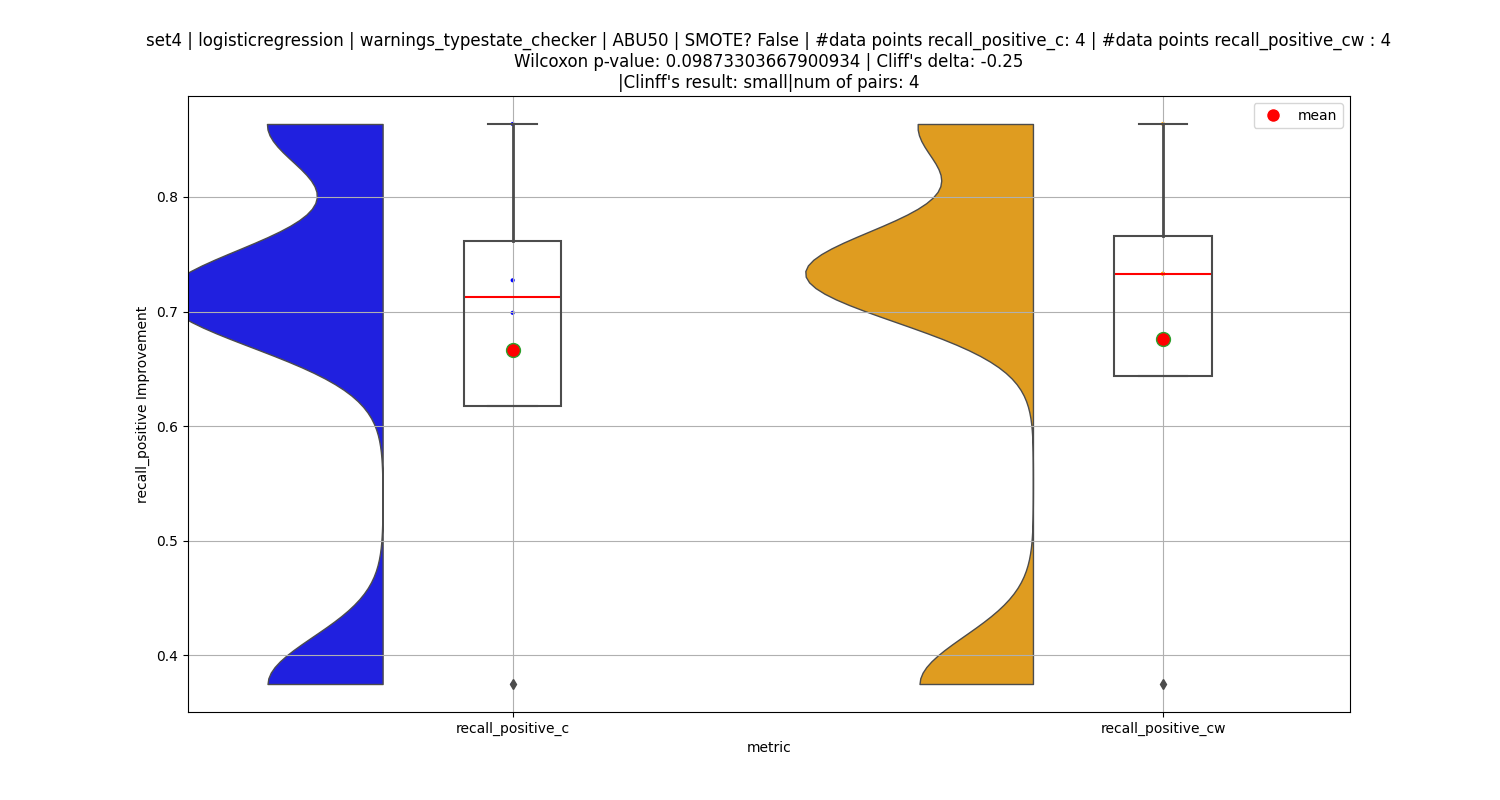 set4 | logisticregression | warnings_typestate_checker | ABU50 | SMOTE? False | #data points recall_positive_c: 4 | #data points recall_positive_cw : 4
Wilcoxon p-value: 0.09873303667900934 | Cliff's delta: -0.25
|Clinff's result: small|num of pairs: 4
mean
0.8
0.7
0.6
0.5
0.4
recall_positive Improvement
recall_positive_c
recall_positive_cw
metric